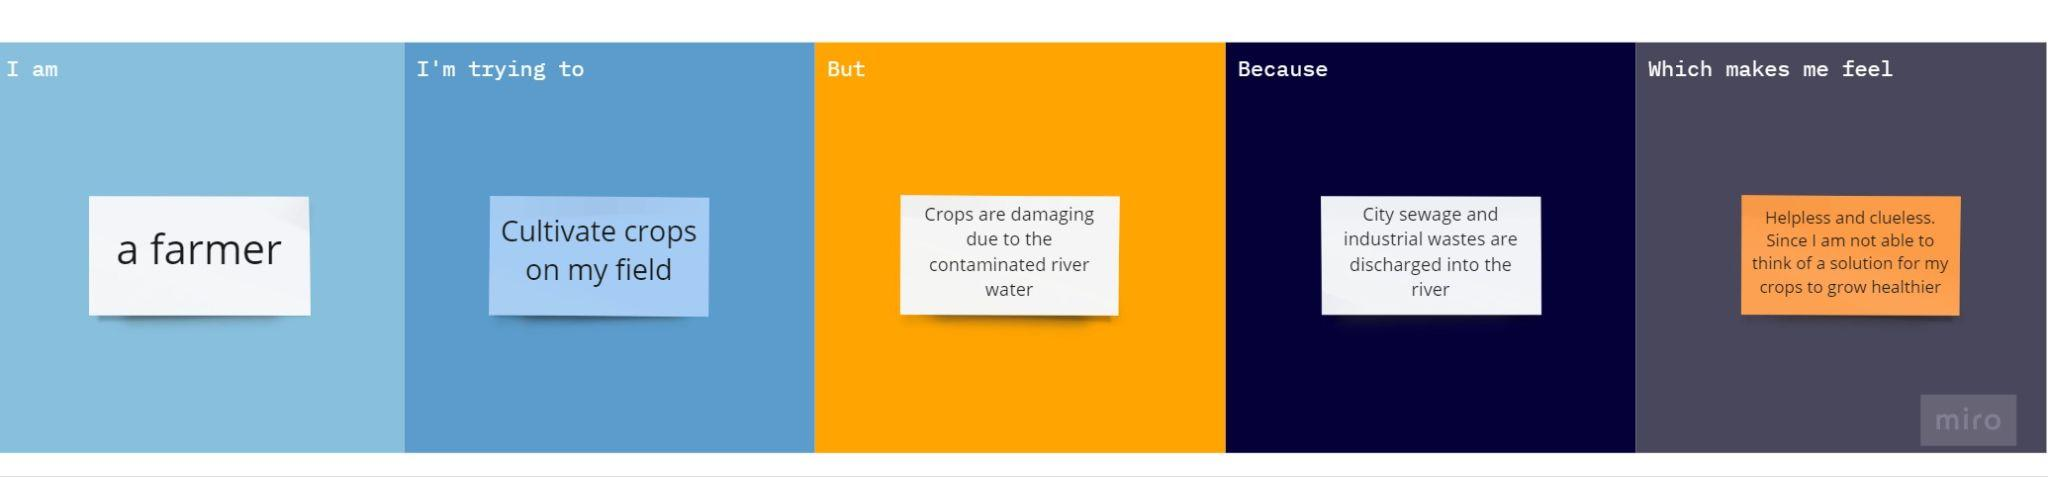 I am
I'm trying to
But
Because
Which makes me feel
a farmer
Cultivate crops
on my field
Crops are damaging
due to the
contaminated river
water
City sewage and
industrial wastes are
discharged into the
river
Helpless and clueless.
Since I am not able to
think of a solution for my
crops to grow healthier
miro